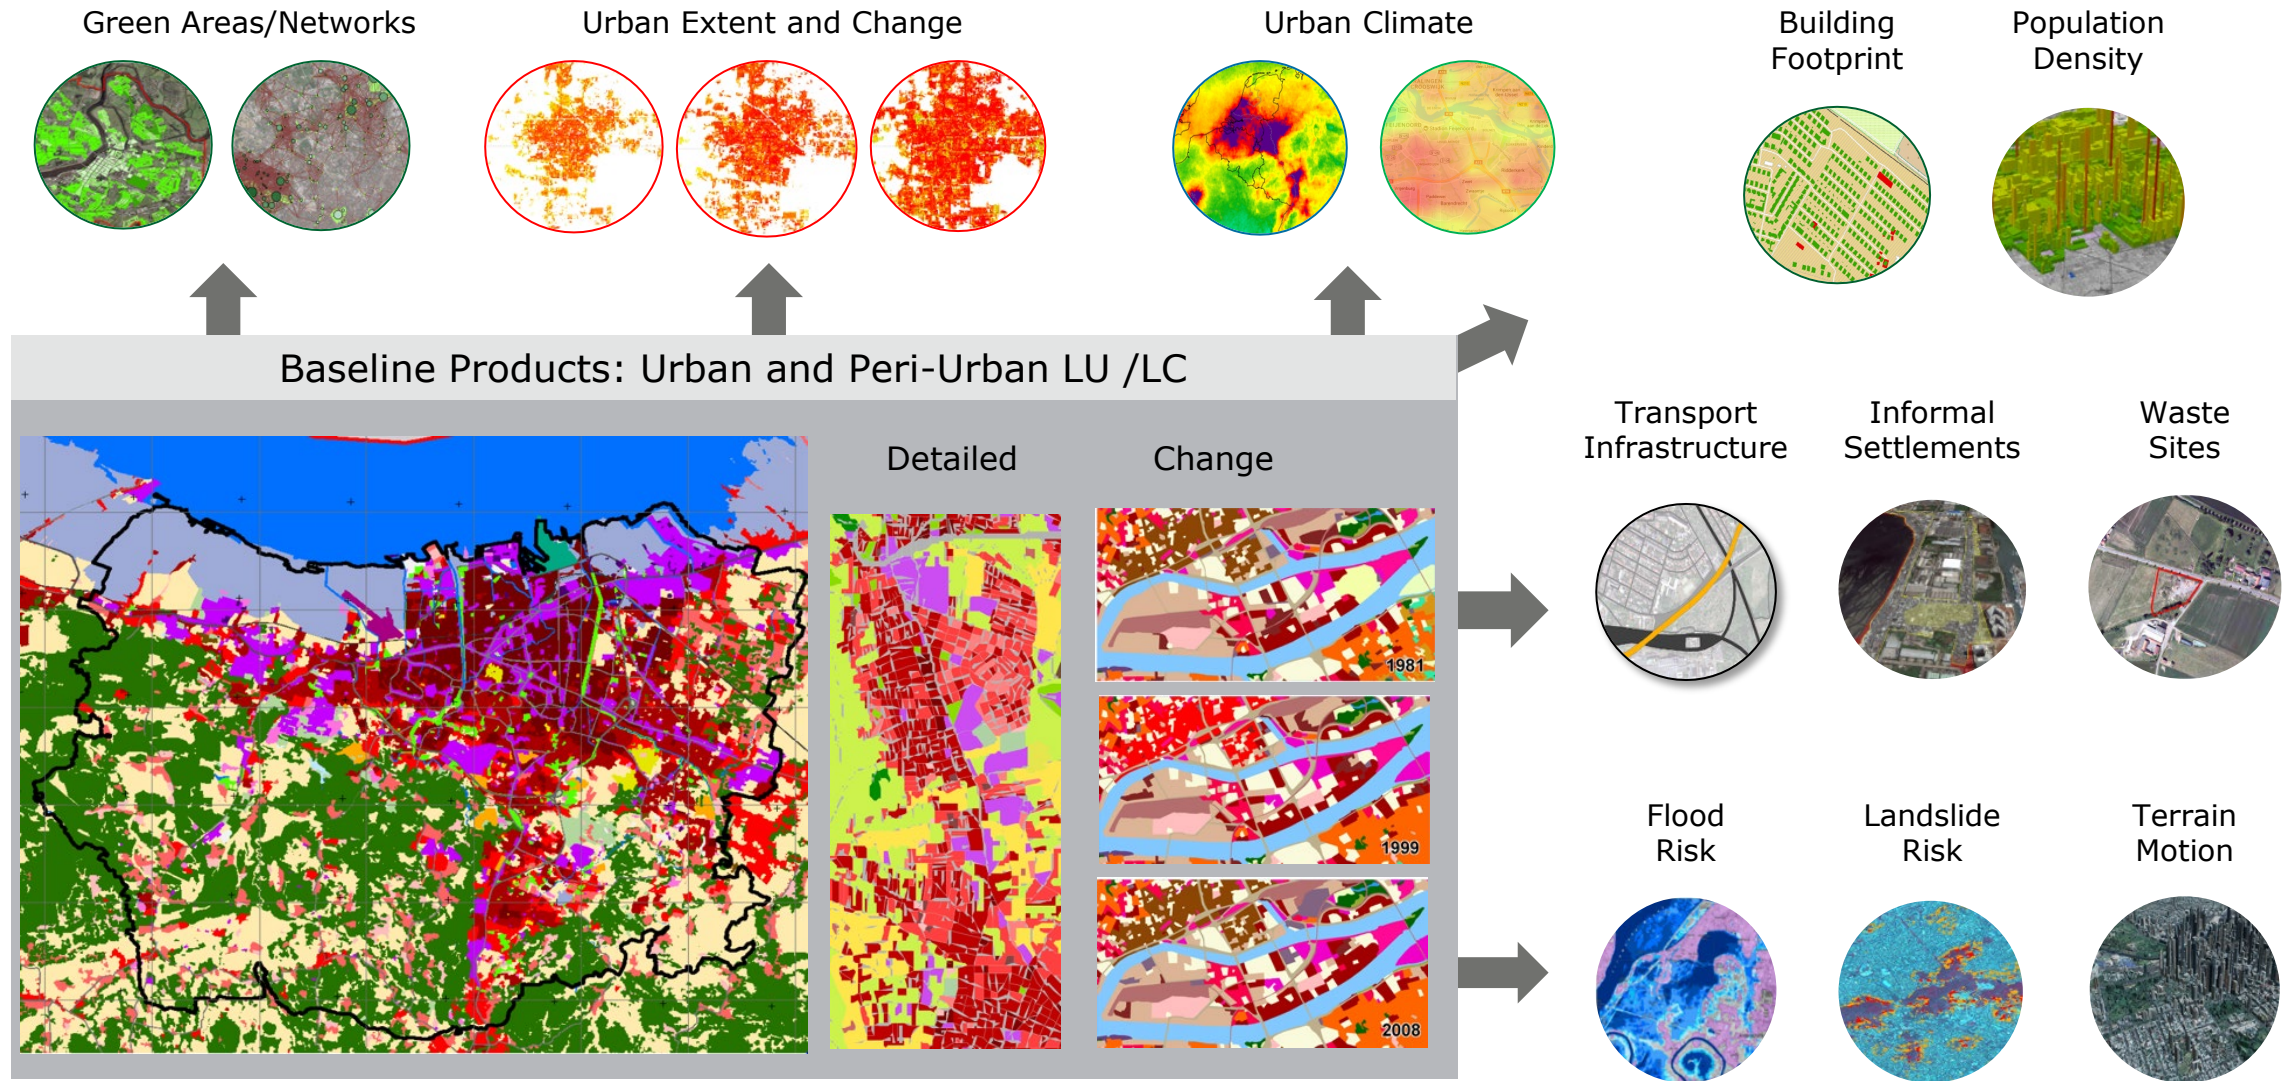 Green Areas/Networks
Urban Extent and Change
Urban Climate
Building
Footprint
Population
Density
Baseline Products: Urban and Peri-Urban LU /LC
Detailed
Change
1981
1999
2008
Transport
Infrastructure
Informal
Settlements
Waste
Sites
Flood
Risk
Landslide
Risk
Terrain
Motion